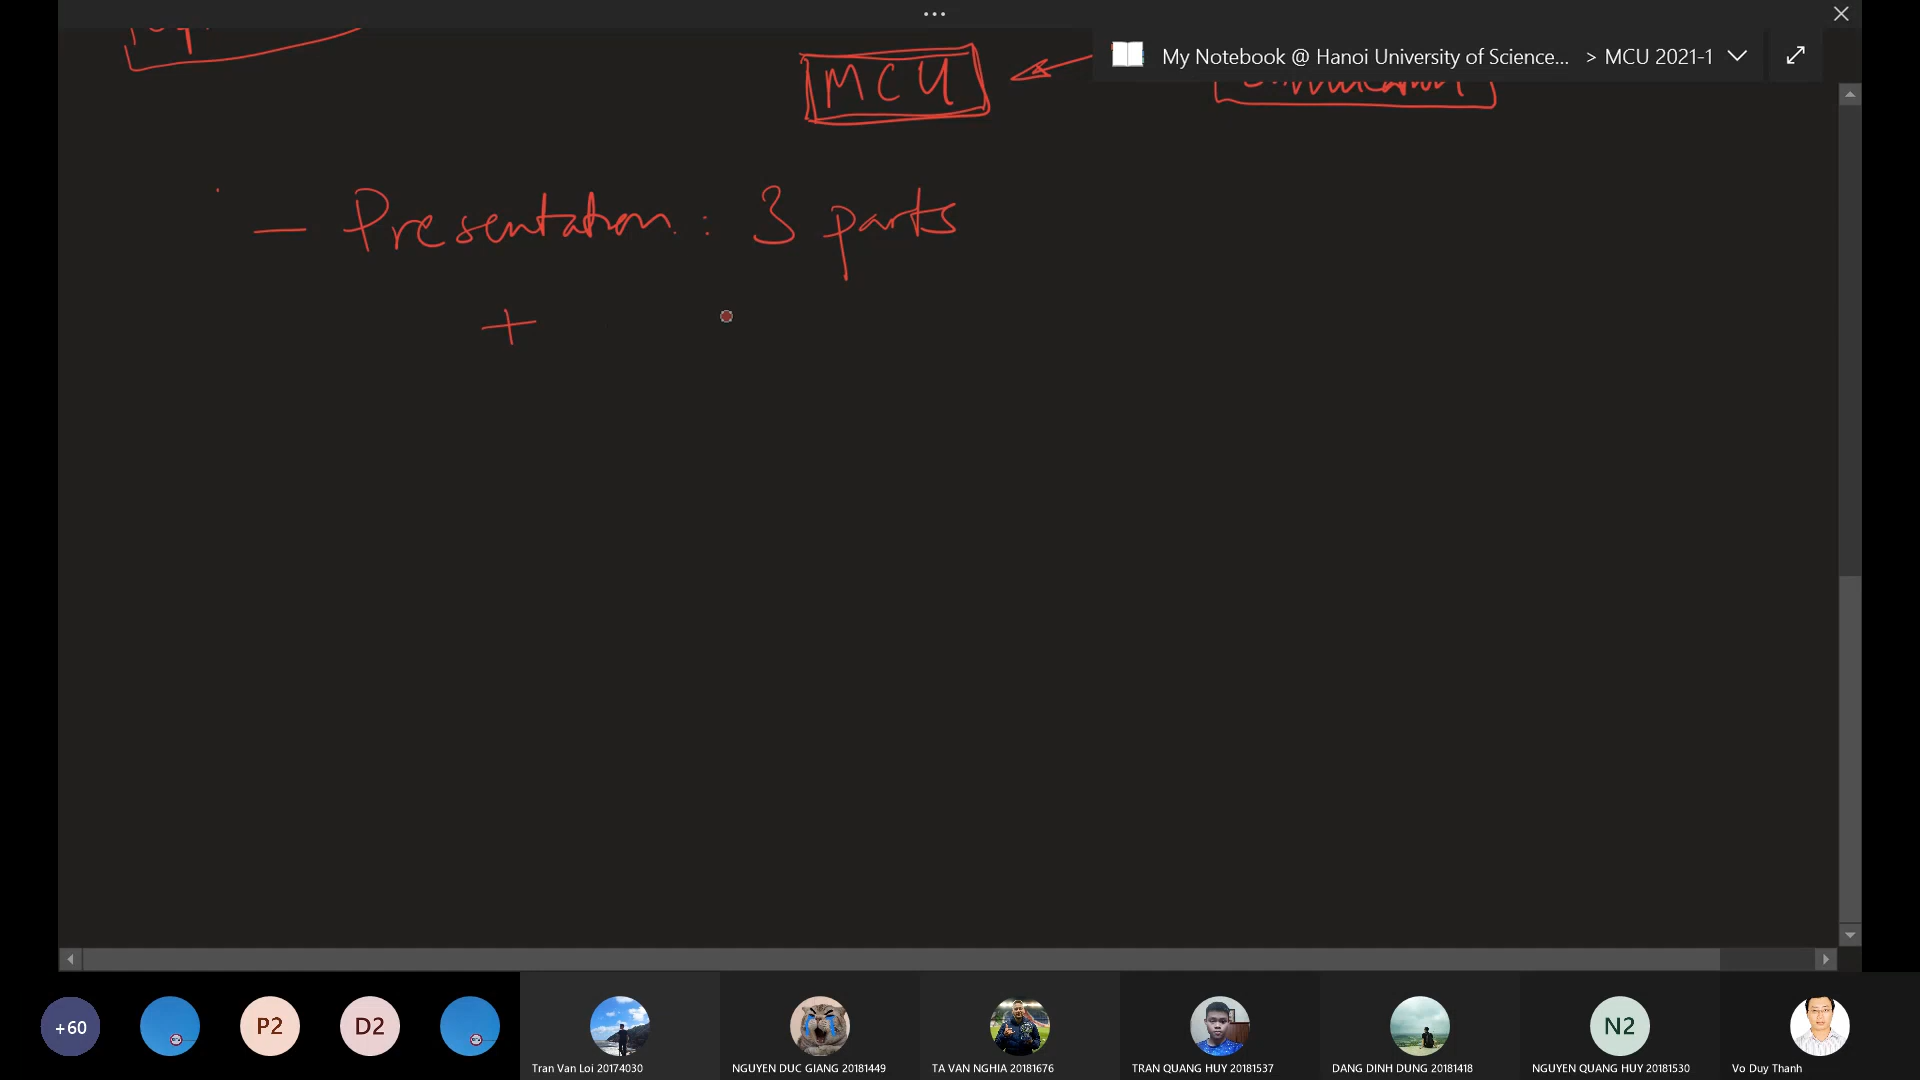 My Notebook @ Hanoi University of Science... > MCU 2021-1
MCU
- Presentation : 3 parts
+
+60
P2
D2
N2
Tran Van Loi 20174030
NGUYEN DUC GIANG 20181449
TA VAN NGHIA 20181676
TRAN QUANG HUY 20181537
DANG DINH DUNG 20181418
NGUYEN QUANG HUY 20181530
Vo Duy Thanh